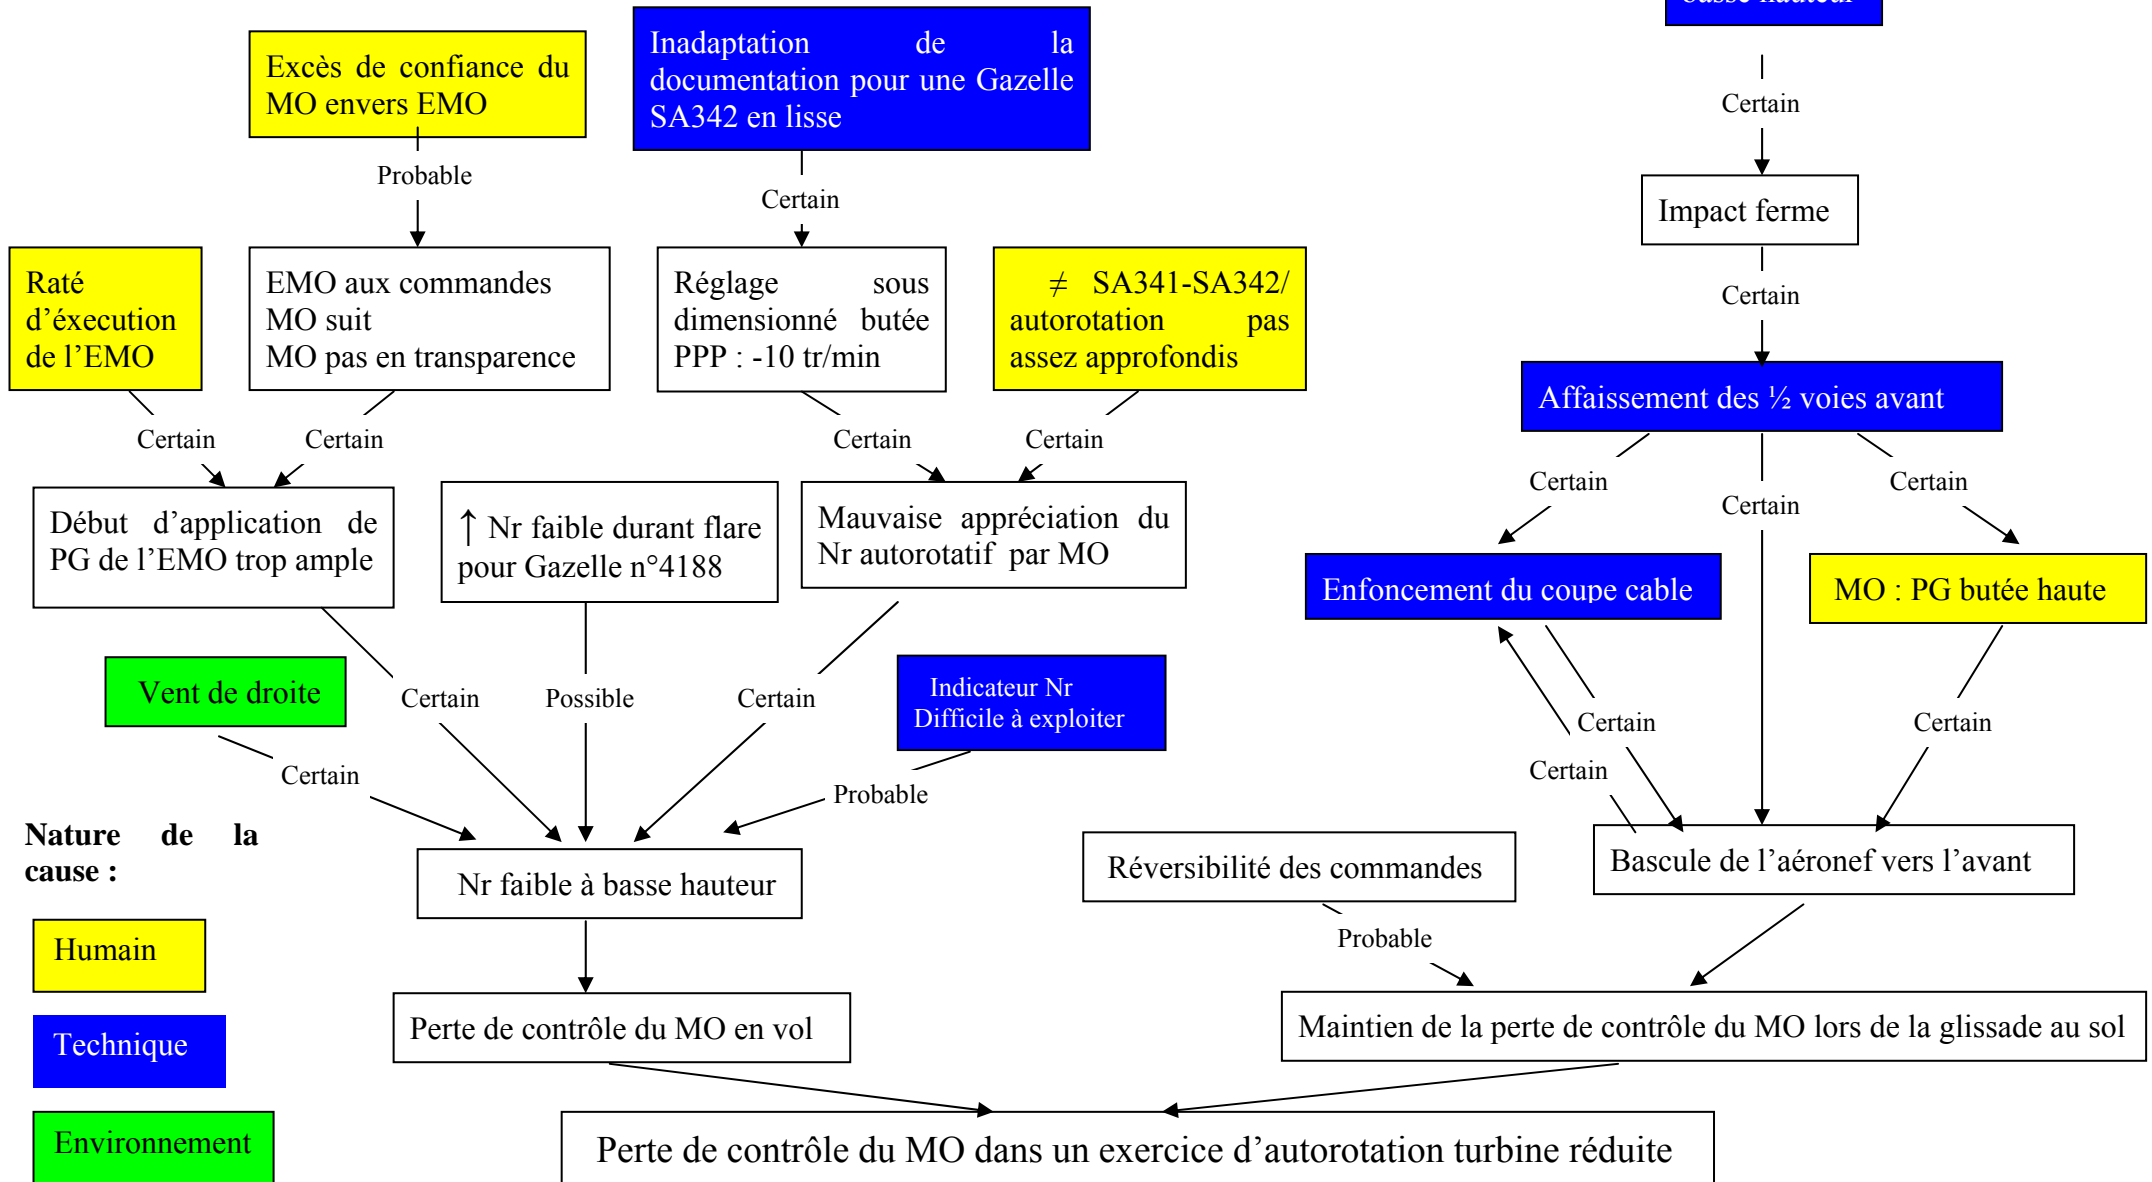 basse hauteur
Excès de confiance du
MO envers EMO
Inadaptation de la
documentation pour une Gazelle
SA342 en lisse
Certain
Probable
Certain
Impact ferme
Raté
d’éxecution
de l’EMO
EMO aux commandes
MO suit
MO pas en transparence
Réglage sous
dimensionné butée
PPP : -10 tr/min
≠ SA341-SA342/
autorotation pas
assez approfondis
Certain
Affaissement des ½ voies avant
Certain
Certain
Certain
Certain
Certain
Certain
Certain
Début d’application de
PG de l’EMO trop ample
↑ Nr faible durant flare
pour Gazelle n°4188
Mauvaise appréciation du
Nr autorotatif par MO
Enfoncement du coupe cable
MO : PG butée haute
Vent de droite
Certain
Possible
Certain
Indicateur Nr
Difficile à exploiter
Certain
Certain
Certain
Certain
Probable
Nature de la
cause :
Nr faible à basse hauteur
Réversibilité des commandes
Bascule de l’aéronef vers l’avant
Humain
Probable
Perte de contrôle du MO en vol
Maintien de la perte de contrôle du MO lors de la glissade au sol
Technique
Environnement
Perte de contrôle du MO dans un exercice d’autorotation turbine réduite